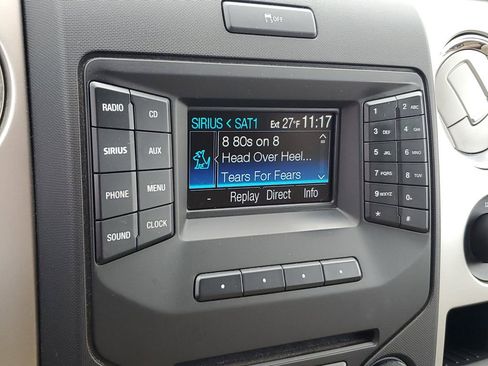 OFF
RADIO
CD
SIRIUS
AUX
PHONE
MENU
SOUND
CLOCK
SIRIUS < SAT1 Ext 27°F 11:17
8 80s on 8
Head Over Heel...
Tears For Fears
- Replay Direct Info
1
2 ABC
3 DEF
4 GHI
5 JKL
6 MNO
7 PQRS
8 TUV
9 WXYZ
0
*
#